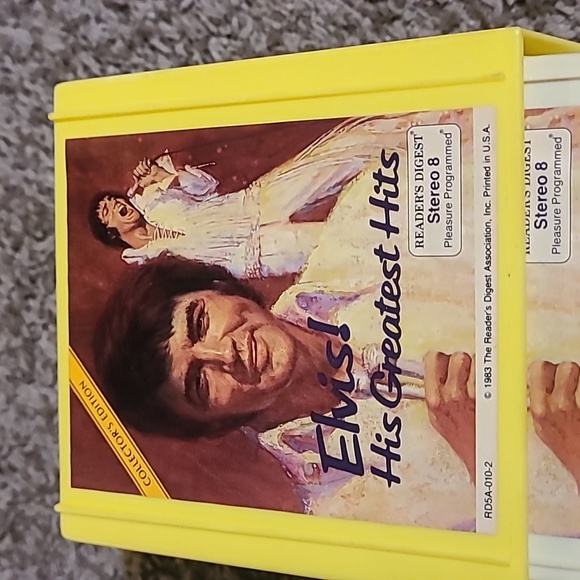 COLLECTOR'S EDITION
Elvis!
His Greatest Hits
READER'S DIGEST®
Stereo 8
Pleasure Programmed®
RD5A-010-2
© 1983 The Reader's Digest Association, Inc. Printed in U.S.A.
READER'S DIGEST
Stereo 8
Pleasure Programmed®